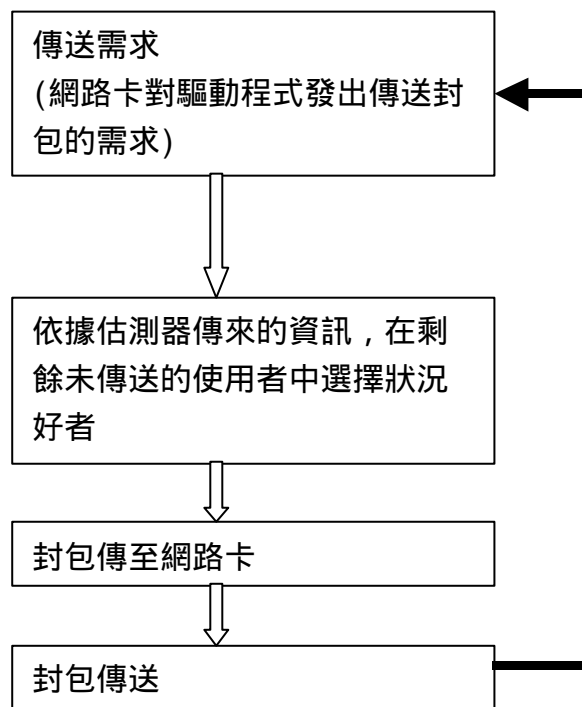 傳送需求
(網路卡對驅動程式發出傳送封
包的需求)
依據估測器傳來的資訊，在剩
餘未傳送的使用者中選擇狀況
好者
封包傳至網路卡
封包傳送